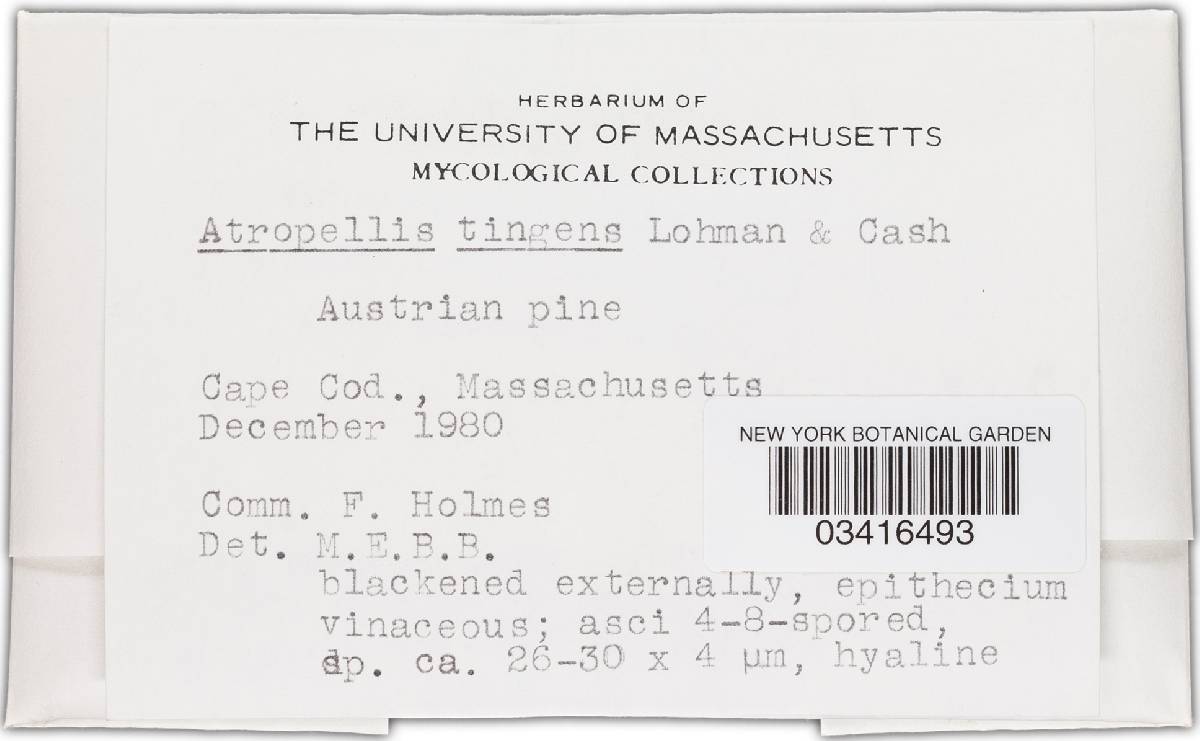 HERBARIUM OF
THE UNIVERSITY OF MASSACHUSETTS
MYCOLOGICAL COLLECTIONS
Atropellis tingens Lohman & Cash
Austrian pine
Cape Cod., Massachusetts
December 1980
NEW YORK BOTANICAL GARDEN
03416493
Comm. F. Holmes
Det. M.E.B.B.
blackened externally, epithecium
vinaceous; asci 4-8-spored,
sp. ca. 26-30 x 4 µm, hyaline